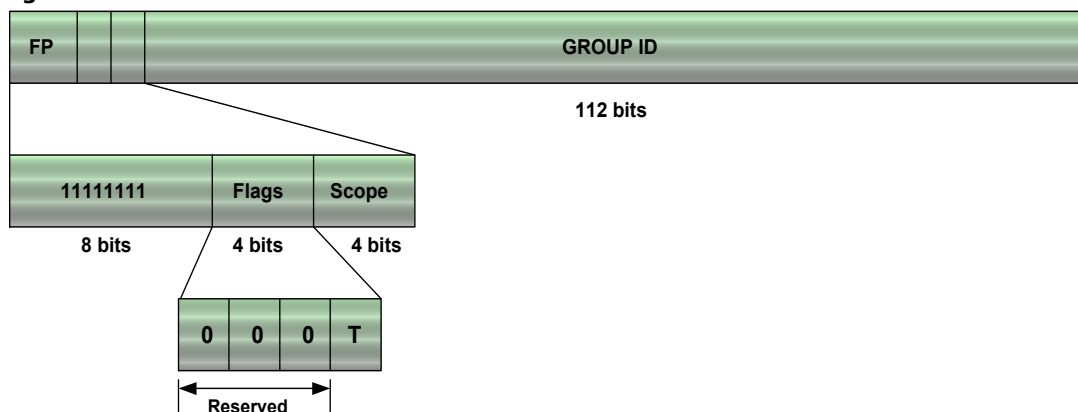 FP GROUP ID
112 bits
11111111 Flags Scope
8 bits 4 bits 4 bits
0 0 0 T
Reserved